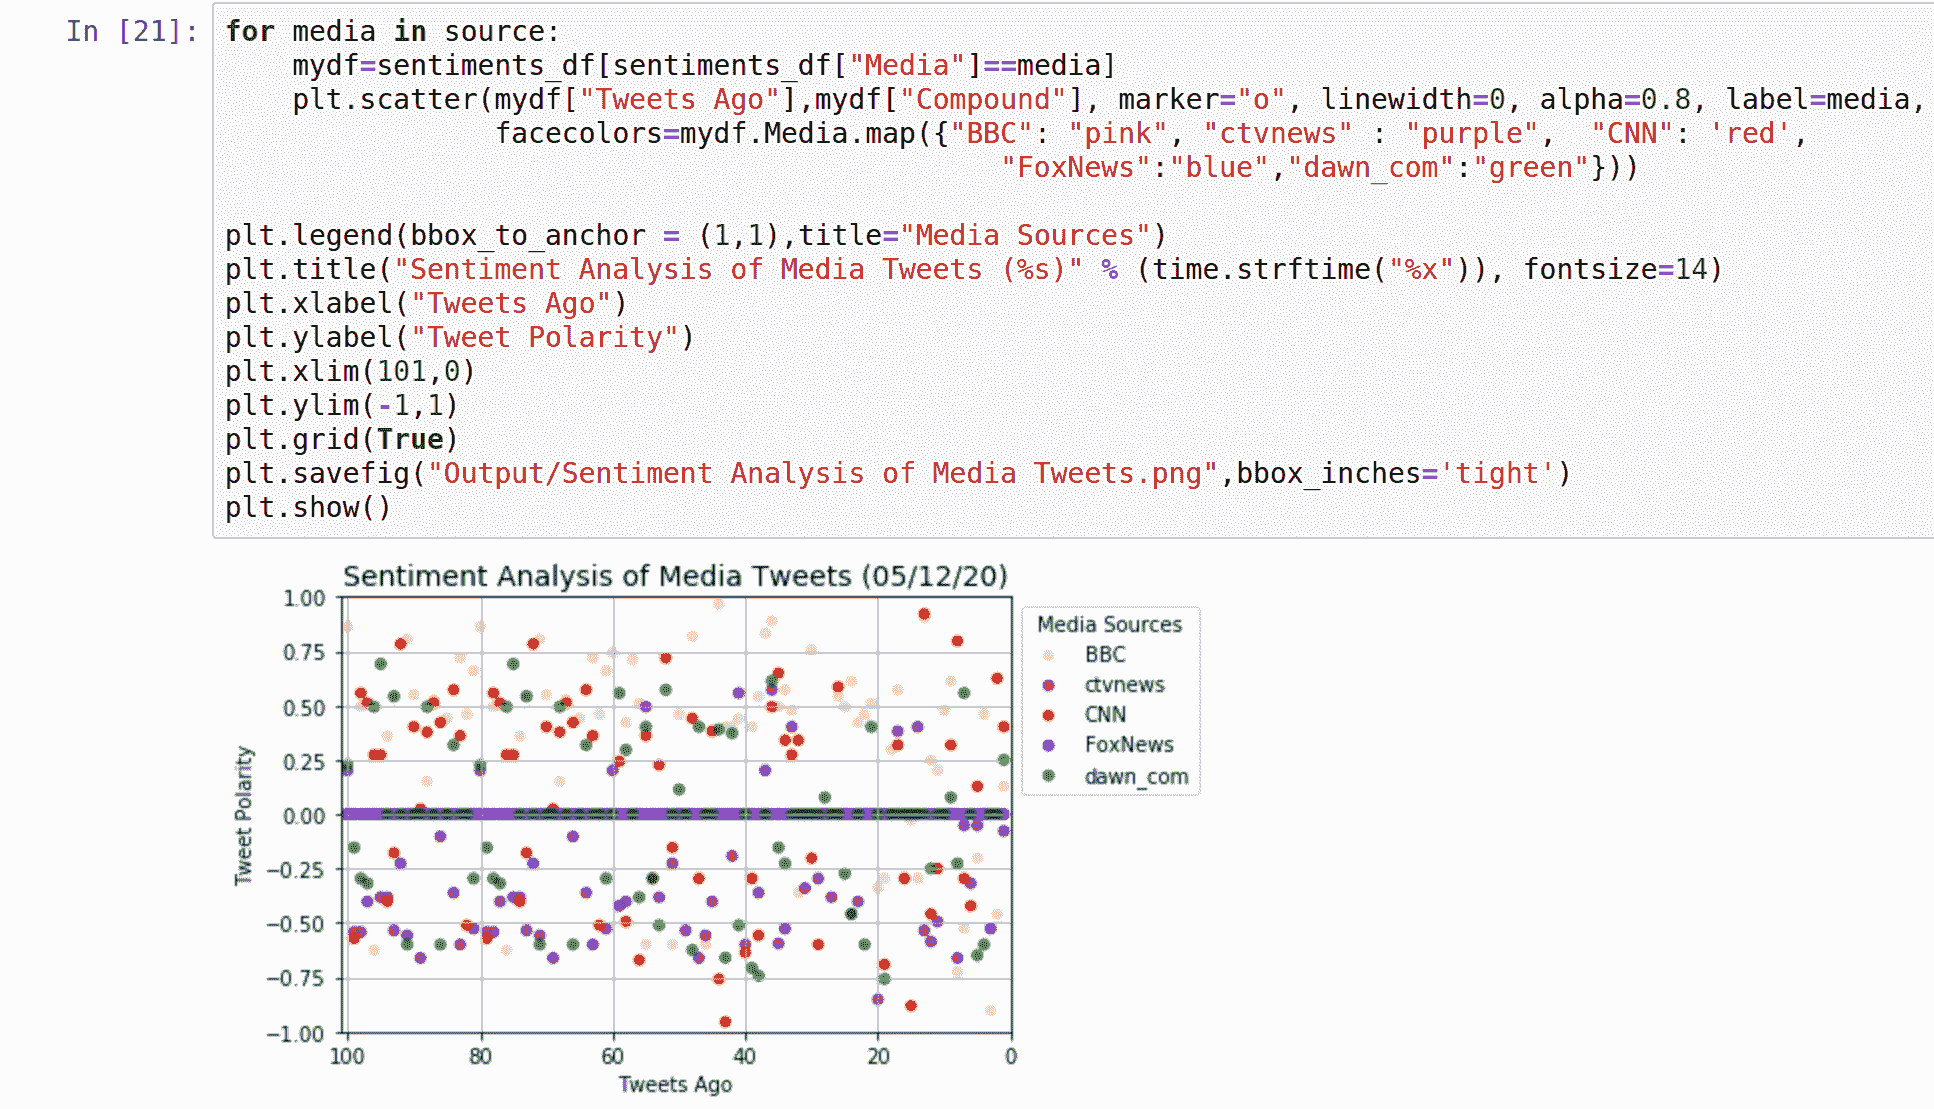 In [21]: for media in source:
    mydf=sentiments_df[sentiments_df["Media"]==media]
    plt.scatter(mydf["Tweets Ago"],mydf["Compound"], marker="o", linewidth=0, alpha=0.8, label=media,
                facecolors=mydf.Media.map({"BBC": "pink", "ctvnews" : "purple",  "CNN": 'red',
                                              "FoxNews":"blue","dawn_com":"green"}))
plt.legend(bbox_to_anchor = (1,1),title="Media Sources")
plt.title("Sentiment Analysis of Media Tweets (%s)" % (time.strftime("%x")), fontsize=14)
plt.xlabel("Tweets Ago")
plt.ylabel("Tweet Polarity")
plt.xlim(101,0)
plt.ylim(-1,1)
plt.grid(True)
plt.savefig("Output/Sentiment Analysis of Media Tweets.png",bbox_inches='tight')
plt.show()
Sentiment Analysis of Media Tweets (05/12/20)
1.00
0.75
0.50
0.25
0.00
−0.25
−0.50
−0.75
−1.00
Tweet Polarity
100 80 60 40 20 0
Tweets Ago
Media Sources
BBC
ctvnews
CNN
FoxNews
dawn_com